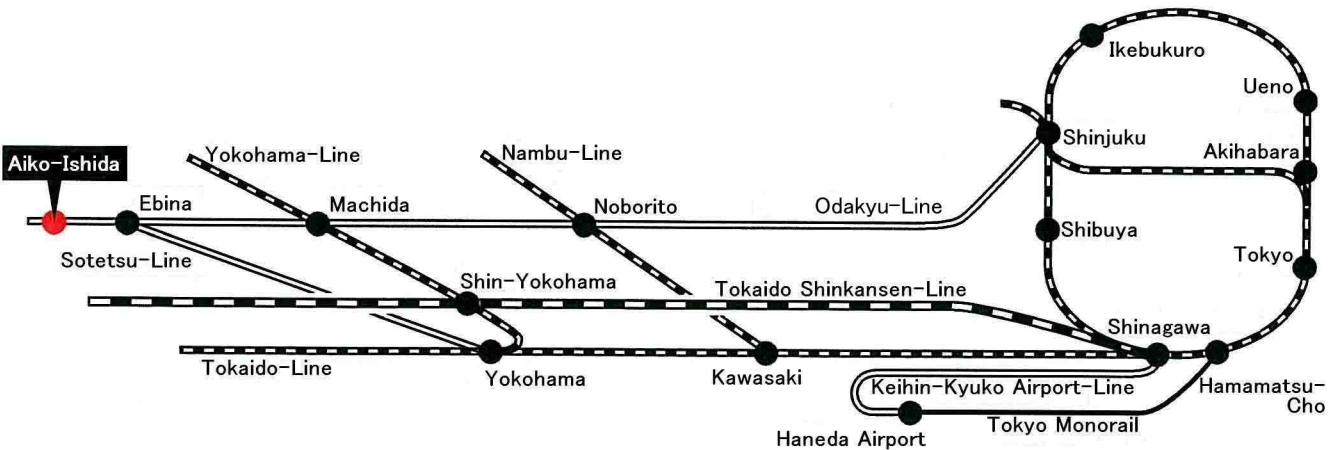 Ikebukuro
Ueno
Shinjuku
Akihabara
Aiko-Ishida
Yokohama-Line
Nambu-Line
Ebina
Machida
Noborito
Odakyu-Line
Shibuya
Sotetsu-Line
Tokyo
Shin-Yokohama
Tokaido Shinkansen-Line
Shinagawa
Tokaido-Line
Yokohama
Kawasaki
Keihin-Kyuko Airport-Line
Hamamatsu-
Cho
Haneda Airport
Tokyo Monorail